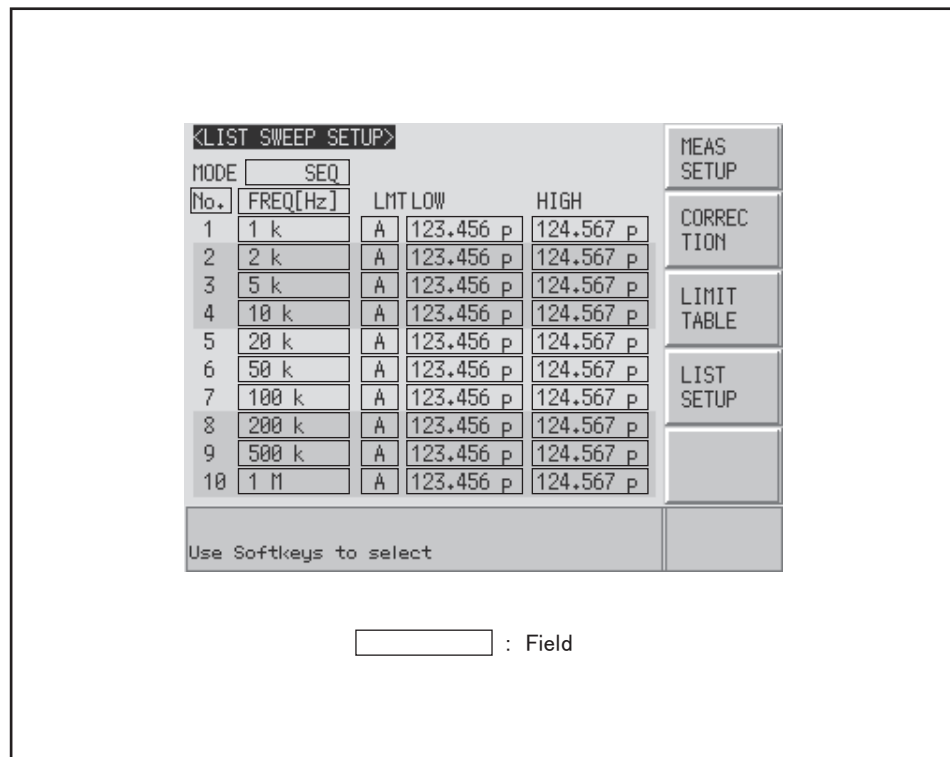 <LIST SWEEP SETUP>
MODE SEQ
No. FREQ[Hz] LMT LOW HIGH
1 1 k A 123.456 p 124.567 p
2 2 k A 123.456 p 124.567 p
3 5 k A 123.456 p 124.567 p
4 10 k A 123.456 p 124.567 p
5 20 k A 123.456 p 124.567 p
6 50 k A 123.456 p 124.567 p
7 100 k A 123.456 p 124.567 p
8 200 k A 123.456 p 124.567 p
9 500 k A 123.456 p 124.567 p
10 1 M A 123.456 p 124.567 p
MEAS
SETUP
CORREC
TION
LIMIT
TABLE
LIST
SETUP
Use Softkeys to select
: Field